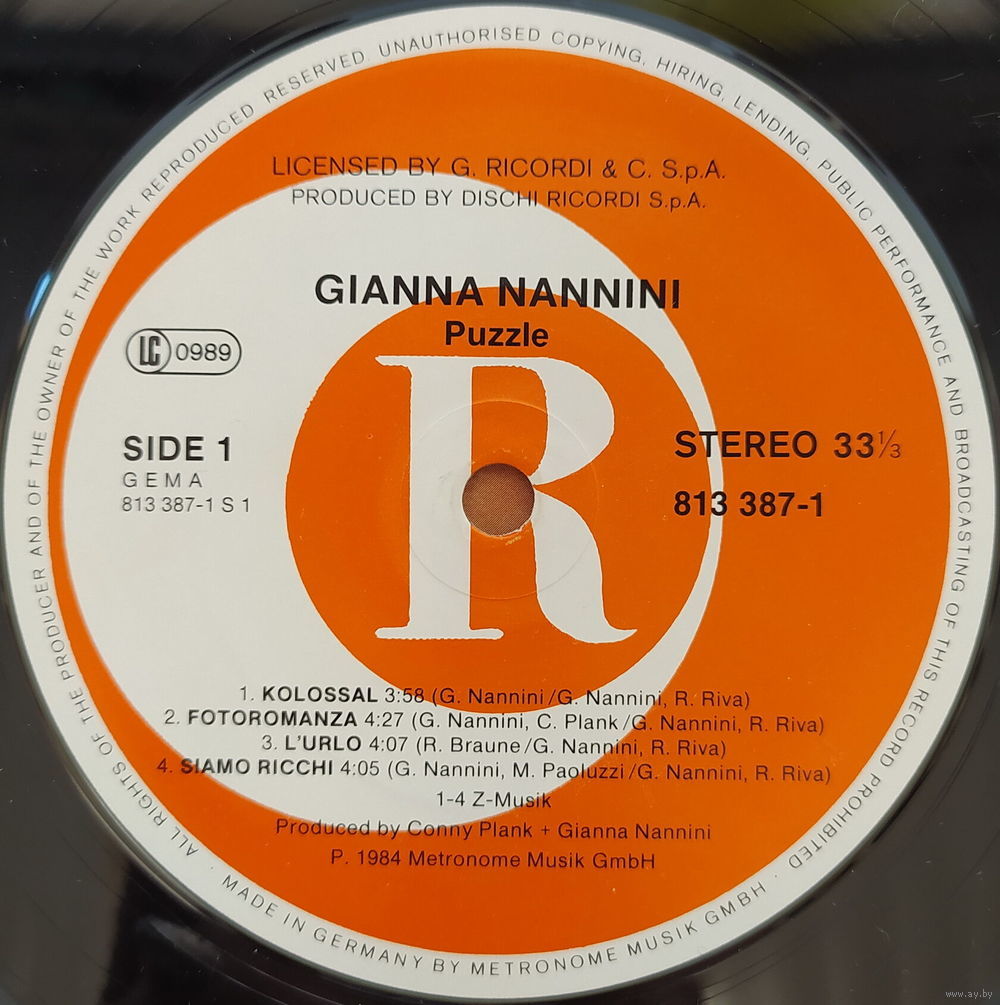 ALL RIGHTS OF THE PRODUCER AND OF THE OWNER OF THE WORK REPRODUCED RESERVED. UNAUTHORISED COPYING, HIRING, LENDING, PUBLIC PERFORMANCE AND BROADCASTING OF THIS RECORD PROHIBITED · MADE IN GERMANY BY METRONOME MUSIK GMBH ·
LICENSED BY G. RICORDI & C. S.p.A.
PRODUCED BY DISCHI RICORDI S.p.A.
GIANNA NANNINI
Puzzle
LC 0989
R
SIDE 1
GEMA
813 387-1 S 1
STEREO 33⅓
813 387-1
1. KOLOSSAL 3:58 (G. Nannini/G. Nannini, R. Riva)
2. FOTOROMANZA 4:27 (G. Nannini, C. Plank/G. Nannini, R. Riva)
3. L'URLO 4:07 (R. Braune/G. Nannini, R. Riva)
4. SIAMO RICCHI 4:05 (G. Nannini, M. Paoluzzi/G. Nannini, R. Riva)
1-4 Z-Musik
Produced by Conny Plank + Gianna Nannini
P. 1984 Metronome Musik GmbH
www.ay.by